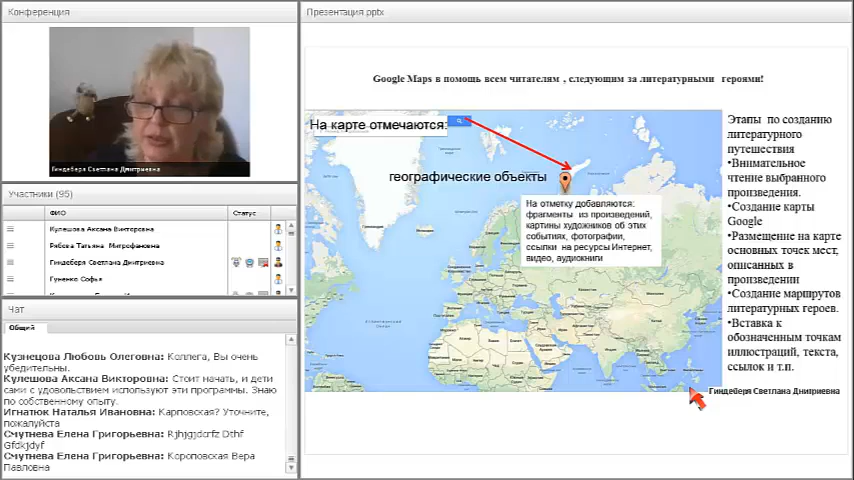 Конференция
Гиндеберя Светлана Дмитриевна
Участники (95)
ФИО
Статус
Кулешова Аксана Викторовна
Рябова Татьяна Митрофановна
Гиндеберя Светлана Дмитриевна
Гуненко Софья
Чат
Общий
Кузнецова Любовь Олеговна: Коллега, Вы очень
убедительны.
Кулешова Аксана Викторовна: Стоит начать, и дети
сами с удовольствием используют эти программы. Знаю
по собственному опыту.
Игнатюк Наталья Ивановна: Карповская? Уточните,
пожалуйста
Смутнева Елена Григорьевна: Rjhjgjdcrfz Dthf
Gfdkjdyf
Смутнева Елена Григорьевна: Короповская Вера
Павловна
Презентация pptx
Google Maps в помощь всем читателям , следующим за литературными героями!
На карте отмечаются:
географические объекты
На отметку добавляются:
фрагменты из произведений,
картины художников об этих
событиях, фотографии,
ссылки на ресурсы Интернет,
видео, аудиокниги
Этапы по созданию
литературного
путешествия
•Внимательное
чтение выбранного
произведения.
•Создание карты
Google
•Размещение на карте
основных точек мест,
описанных в
произведении
•Создание маршрутов
литературных героев.
•Вставка к
обозначенным точкам
иллюстраций, текста,
ссылок и т.п.
Гиндеберя Светлана Дмитриевна